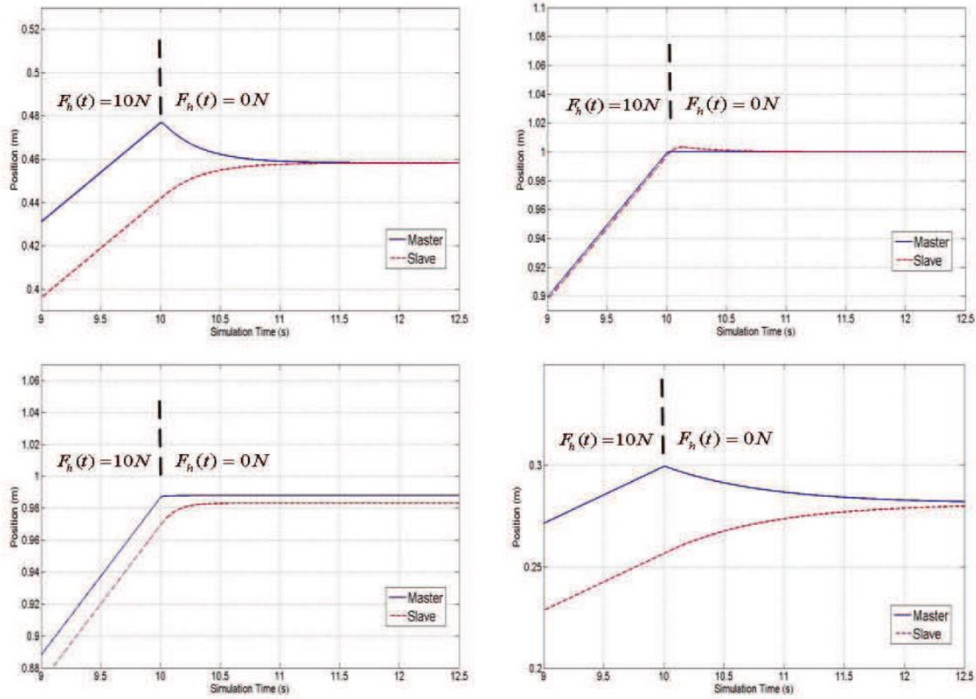 0.52
0.5
0.48
0.46
0.44
0.42
0.4
Position (m)
F_h(t)=10N F_h(t)=0N
Master
Slave
9 9.5 10 10.5 11 11.5 12 12.5
Simulation Time (s)
1.1
1.08
1.06
1.04
1.02
1
0.98
0.96
0.94
0.92
0.9
Position (m)
F_h(t)=10N F_h(t)=0N
Master
Slave
9 9.5 10 10.5 11 11.5 12 12.5
Simulation Time (s)
1.06
1.04
1.02
1
0.98
0.96
0.94
0.92
0.9
0.88
Position (m)
F_h(t)=10N F_h(t)=0N
Master
Slave
9 9.5 10 10.5 11 11.5 12 12.5
Simulation Time (s)
0.3
0.25
0.2
Position (m)
F_h(t)=10N F_h(t)=0N
Master
Slave
9 9.5 10 10.5 11 11.5 12 12.5
Simulation Time (s)